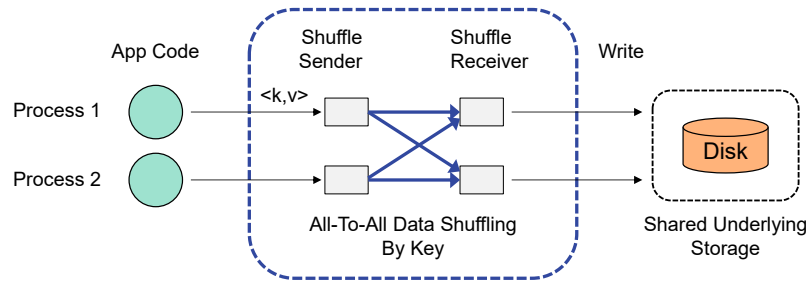 App Code
Shuffle
Sender
Shuffle
Receiver
Write
Process 1
<k,v>
Process 2
Disk
All-To-All Data Shuffling
By Key
Shared Underlying
Storage